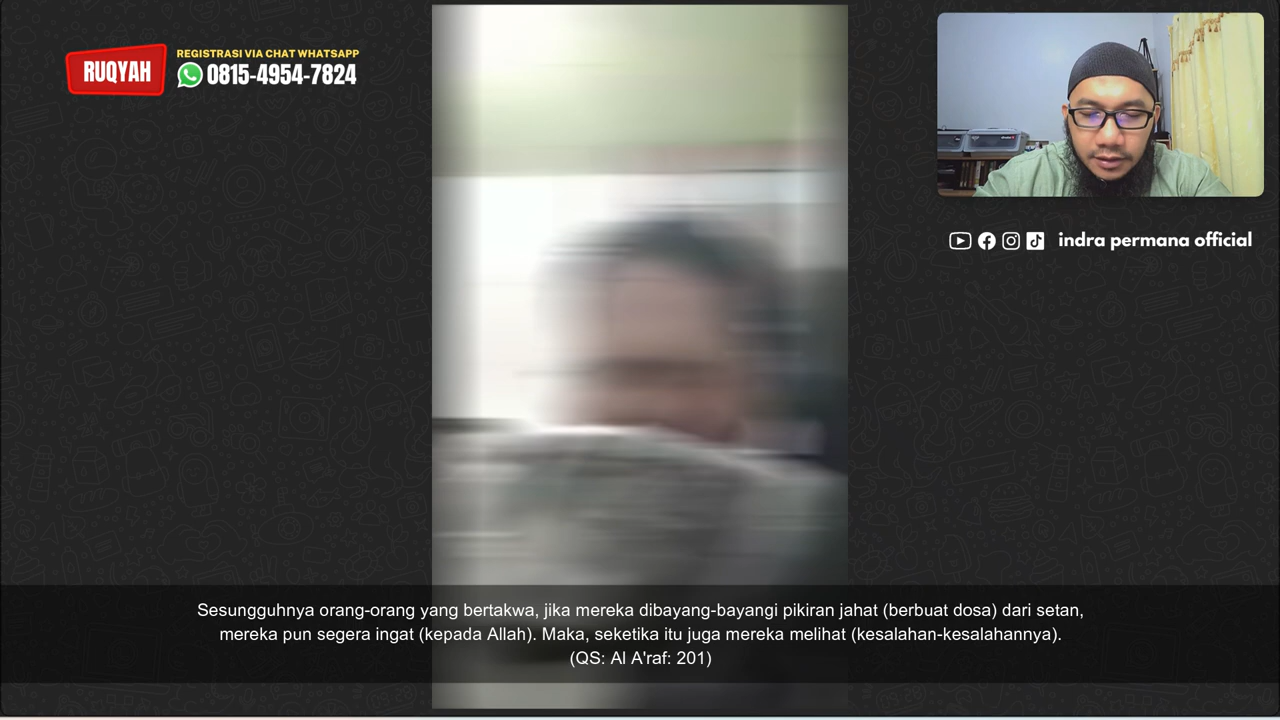 RUQYAH
REGISTRASI VIA CHAT WHATSAPP
0815-4954-7824
indra permana official
Sesungguhnya orang-orang yang bertakwa, jika mereka dibayang-bayangi pikiran jahat (berbuat dosa) dari setan,
mereka pun segera ingat (kepada Allah). Maka, seketika itu juga mereka melihat (kesalahan-kesalahannya).
(QS: Al A'raf: 201)